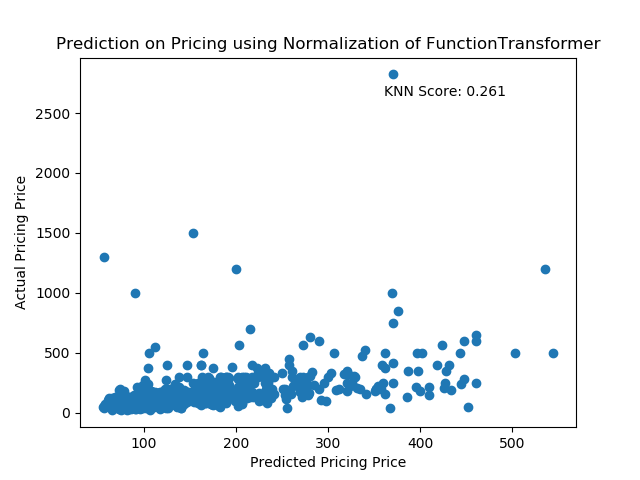 Prediction on Pricing using Normalization of FunctionTransformer
KNN Score: 0.261
2500
2000
1500
1000
500
0
Actual Pricing Price
100 200 300 400 500
Predicted Pricing Price